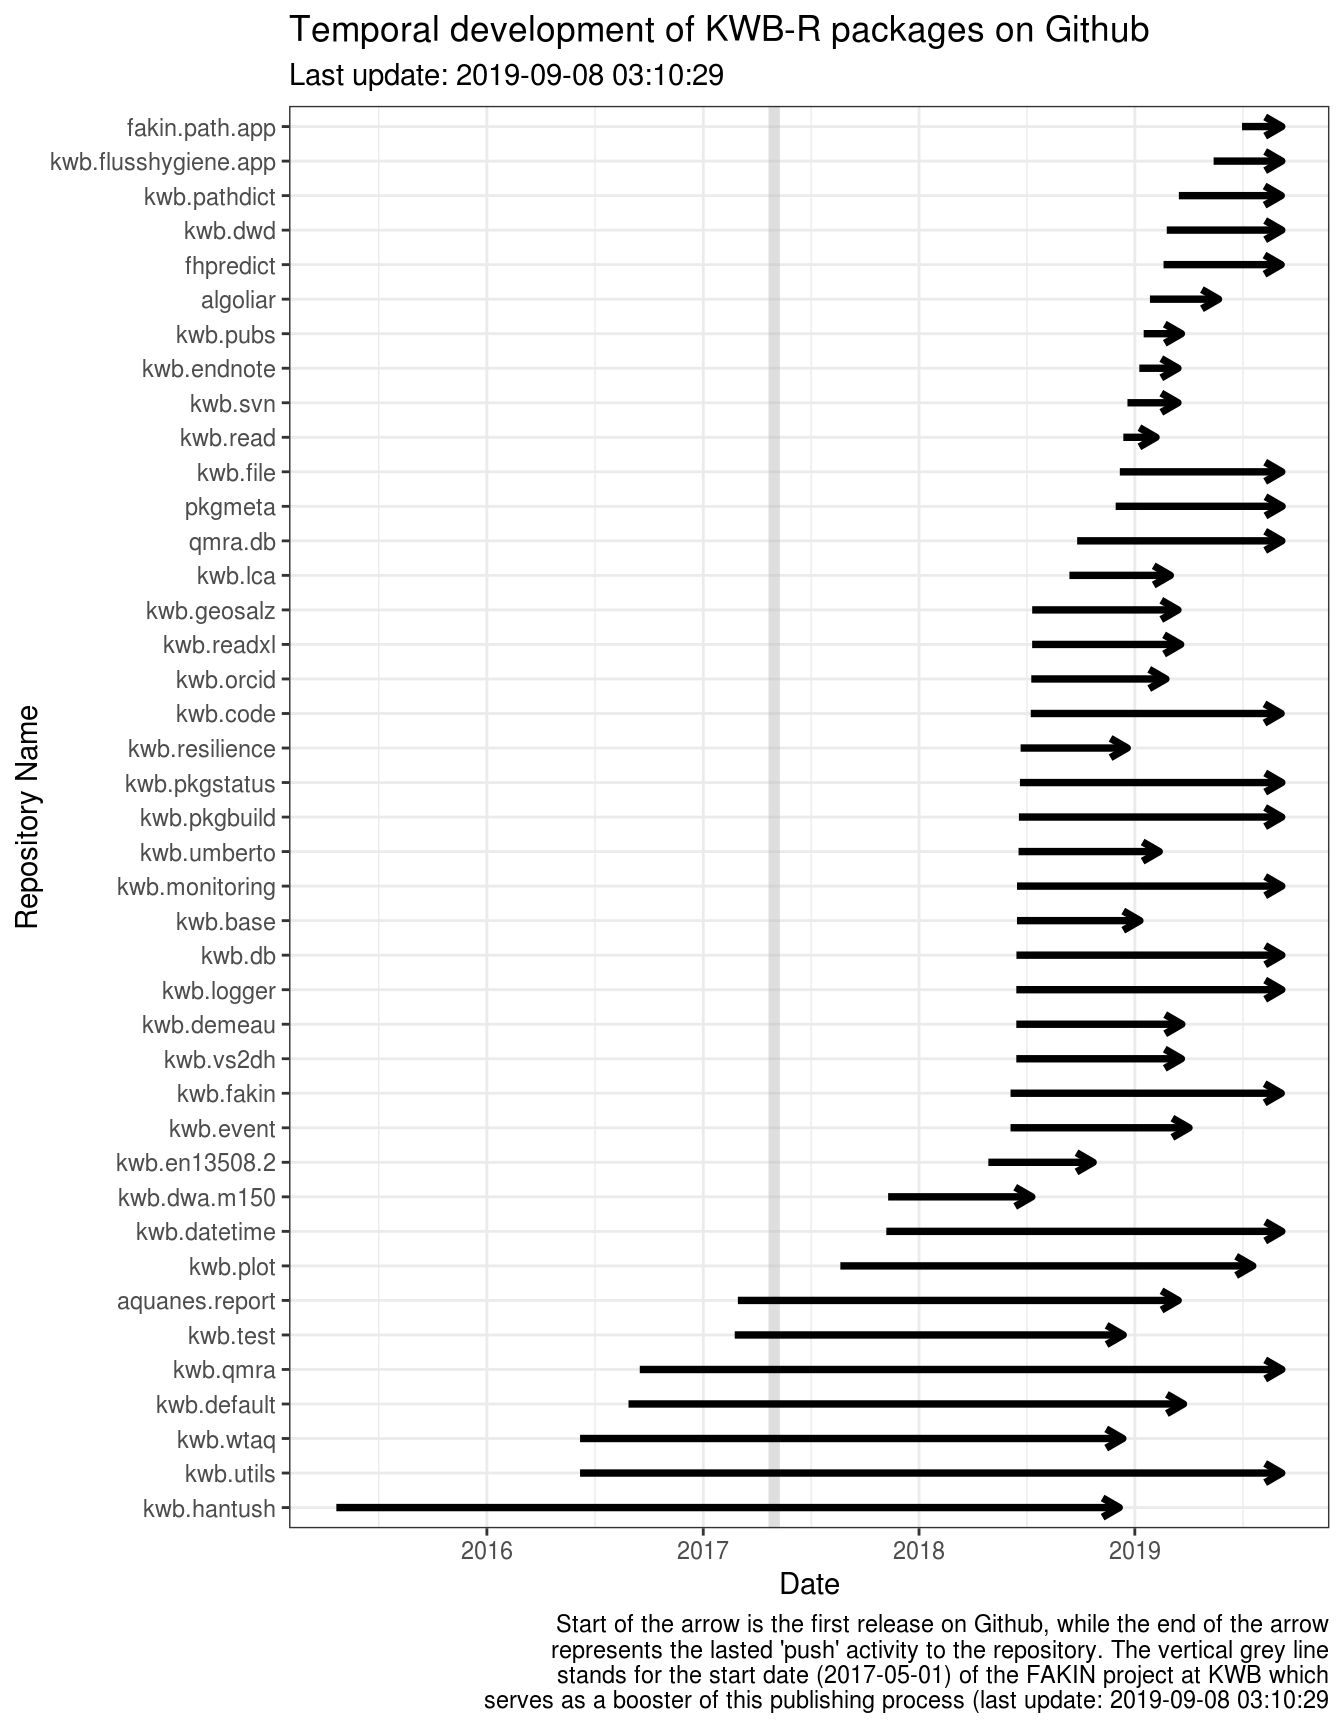 Temporal development of KWB-R packages on Github
Last update: 2019-09-08 03:10:29
fakin.path.app
kwb.flusshygiene.app
kwb.pathdict
kwb.dwd
fhpredict
algoliar
kwb.pubs
kwb.endnote
kwb.svn
kwb.read
kwb.file
pkgmeta
qmra.db
kwb.lca
kwb.geosalz
kwb.readxl
kwb.orcid
kwb.code
kwb.resilience
kwb.pkgstatus
kwb.pkgbuild
kwb.umberto
kwb.monitoring
kwb.base
kwb.db
kwb.logger
kwb.demeau
kwb.vs2dh
kwb.fakin
kwb.event
kwb.en13508.2
kwb.dwa.m150
kwb.datetime
kwb.plot
aquanes.report
kwb.test
kwb.qmra
kwb.default
kwb.wtaq
kwb.utils
kwb.hantush
Repository Name
2016 2017 2018 2019
Date
Start of the arrow is the first release on Github, while the end of the arrow
represents the lasted 'push' activity to the repository. The vertical grey line
stands for the start date (2017-05-01) of the FAKIN project at KWB which
serves as a booster of this publishing process (last update: 2019-09-08 03:10:29